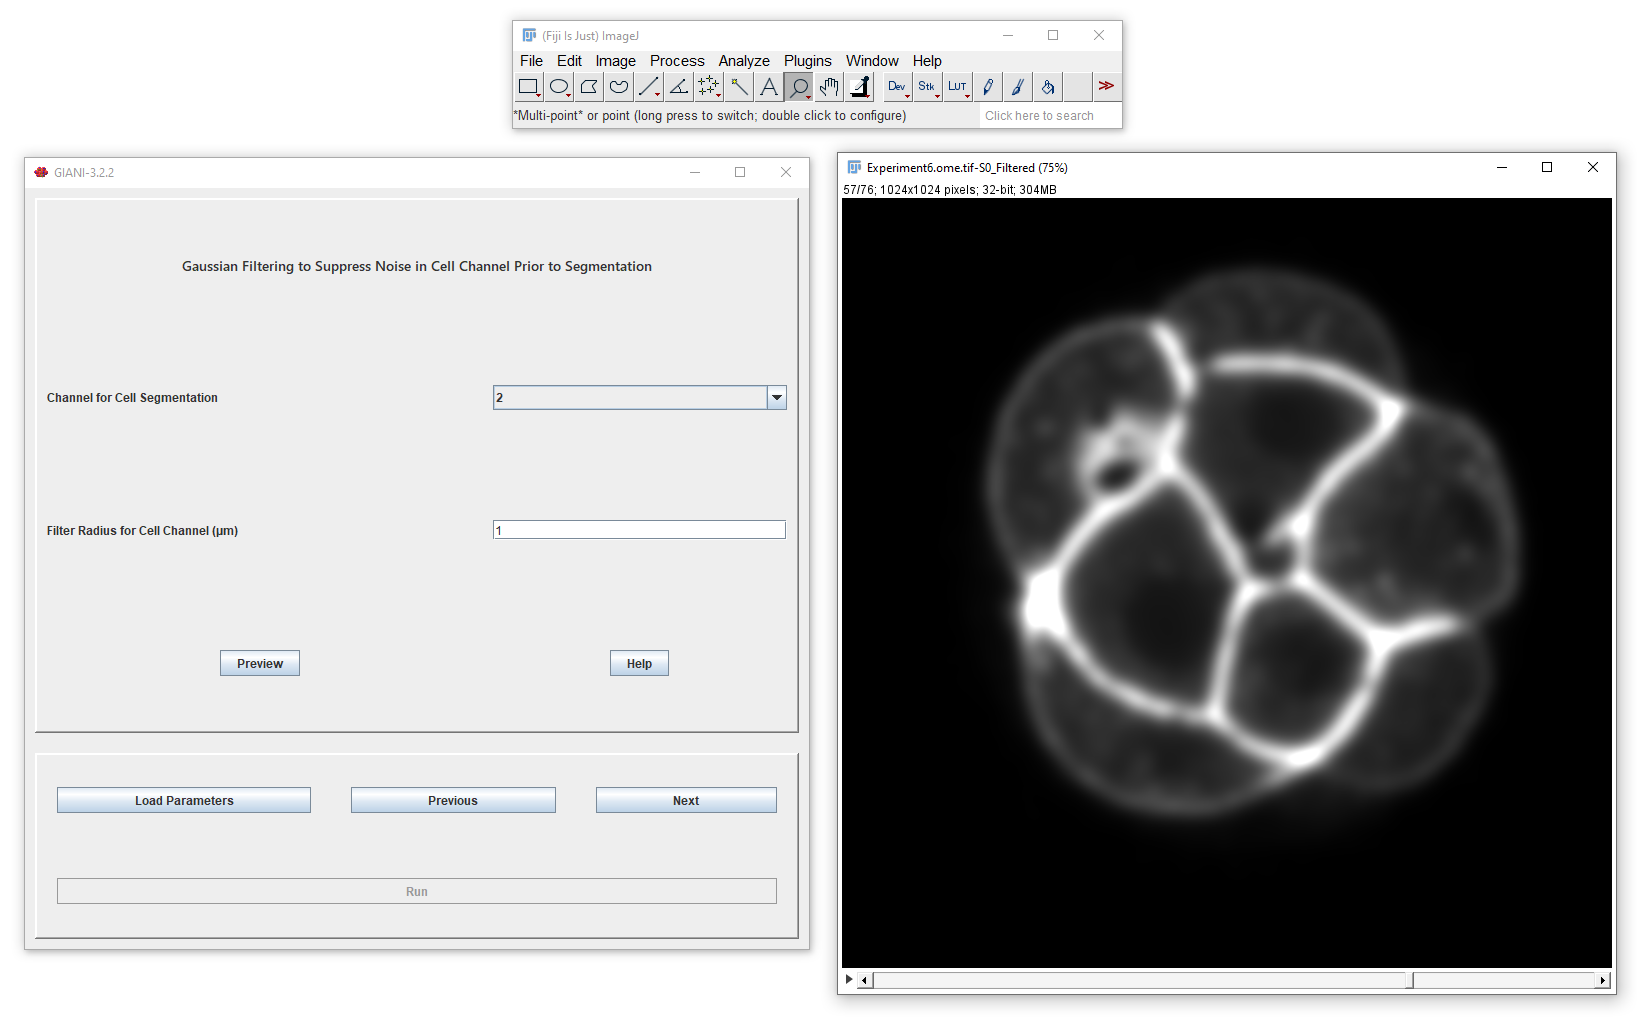 (Fiji Is Just) ImageJ
File Edit Image Process Analyze Plugins Window Help
Dev Stk LUT >>
*Multi-point* or point (long press to switch; double click to configure)
Click here to search
GIANI-3.2.2
Gaussian Filtering to Suppress Noise in Cell Channel Prior to Segmentation
Channel for Cell Segmentation
2
Filter Radius for Cell Channel (µm)
1
Preview
Help
Load Parameters
Previous
Next
Run
Experiment6.ome.tif-S0_Filtered (75%)
57/76; 1024x1024 pixels; 32-bit; 304MB